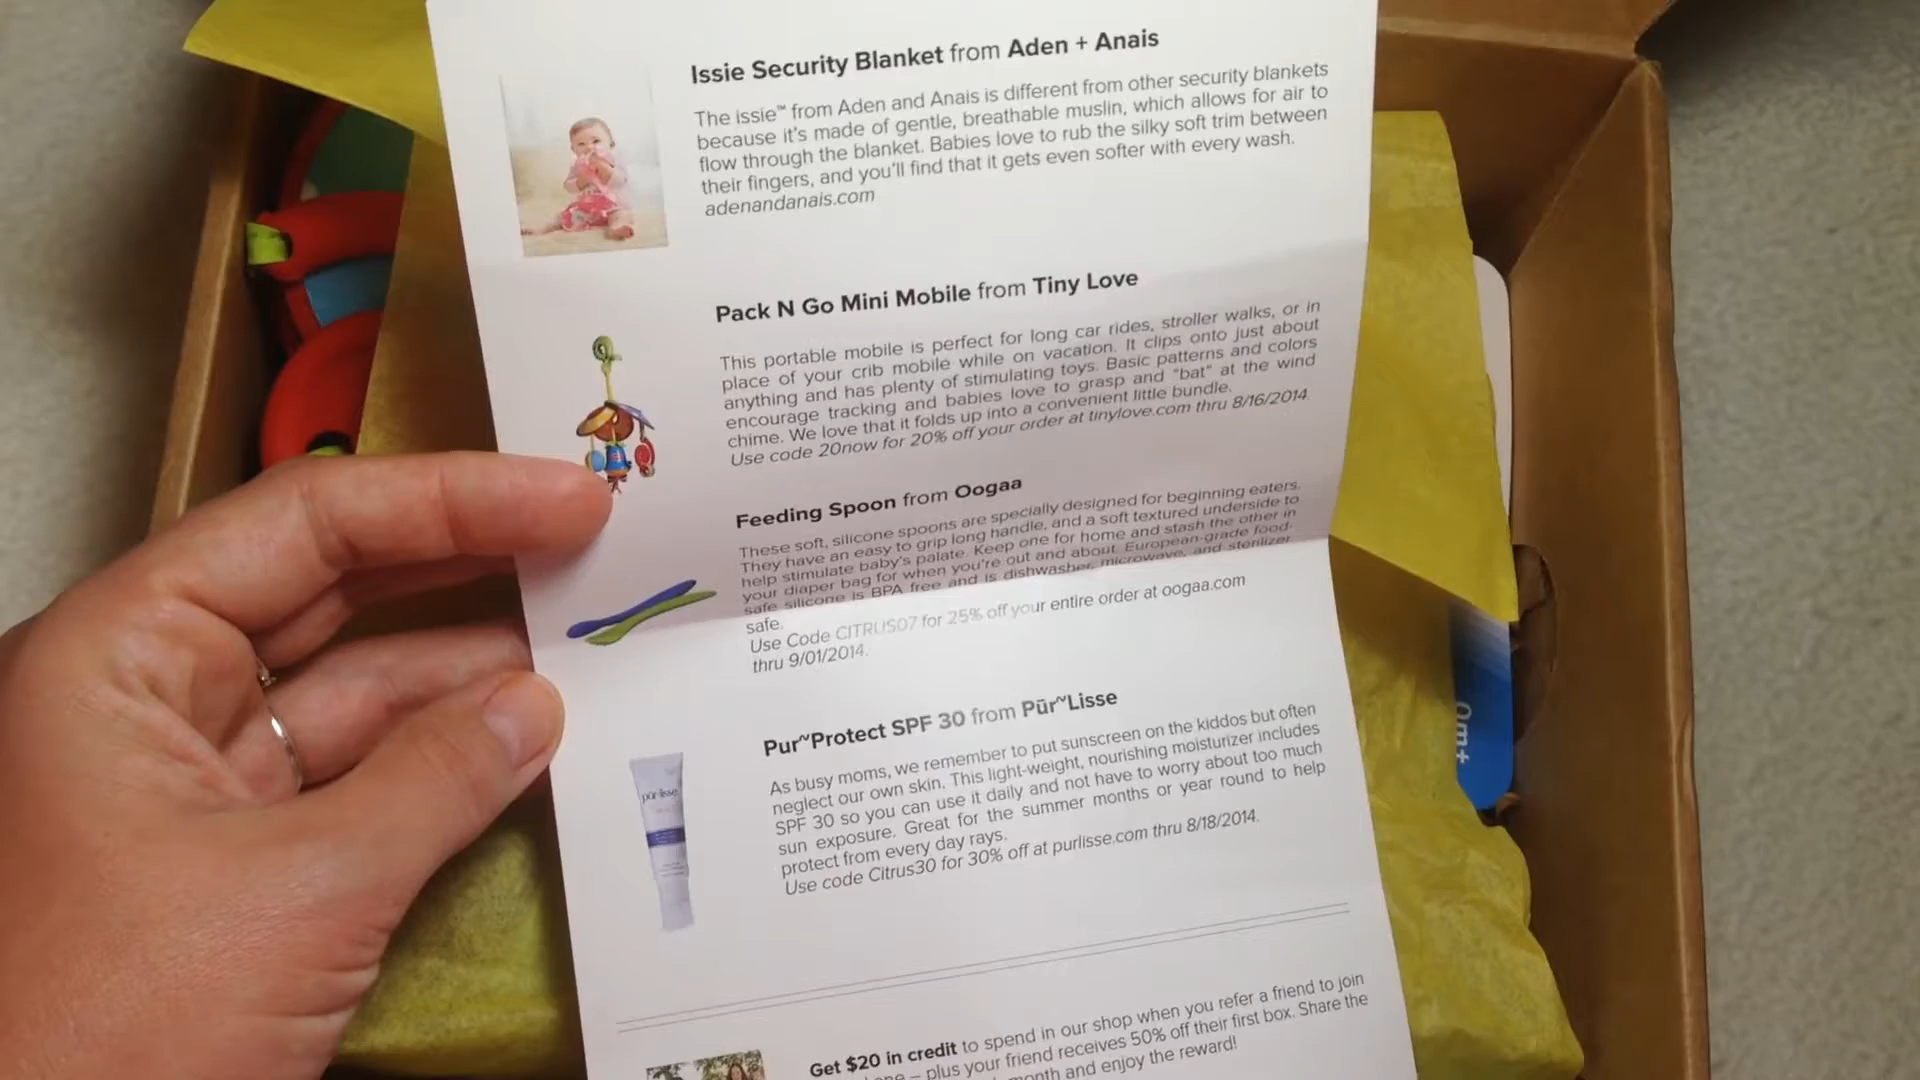 Issie Security Blanket from Aden + Anais
The issie™ from Aden and Anais is different from other security blankets
because it's made of gentle, breathable muslin, which allows for air to
flow through the blanket. Babies love to rub the silky soft trim between
their fingers, and you'll find that it gets even softer with every wash.
adenandanais.com
Pack N Go Mini Mobile from Tiny Love
This portable mobile is perfect for long car rides, stroller walks, or in
place of your crib mobile while on vacation. It clips onto just about
anything and has plenty of stimulating toys. Basic patterns and colors
encourage tracking and babies love to grasp and "bat" at the wind
chime. We love that it folds up into a convenient little bundle.
Use code 20now for 20% off your order at tinylove.com thru 8/16/2014.
Feeding Spoon from Oogaa
These soft, silicone spoons are specially designed for beginning eaters.
They have an easy to grip long handle, and a soft textured underside to
help stimulate baby's palate. Keep one for home and stash the other in
your diaper bag for when you're out and about. European-grade food-
safe silicone is BPA free and is dishwasher, microwave, and sterilizer
safe.
Use Code CITRUS07 for 25% off your entire order at oogaa.com
thru 9/01/2014.
Pur~Protect SPF 30 from Pūr~Lisse
As busy moms, we remember to put sunscreen on the kiddos but often
neglect our own skin. This light-weight, nourishing moisturizer includes
SPF 30 so you can use it daily and not have to worry about too much
sun exposure. Great for the summer months or year round to help
protect from every day rays.
Use code Citrus30 for 30% off at purlisse.com thru 8/18/2014.
pūr~lisse
0m+
Get $20 in credit to spend in our shop when you refer a friend to join
– plus your friend receives 50% off their first box. Share the
month and enjoy the reward!